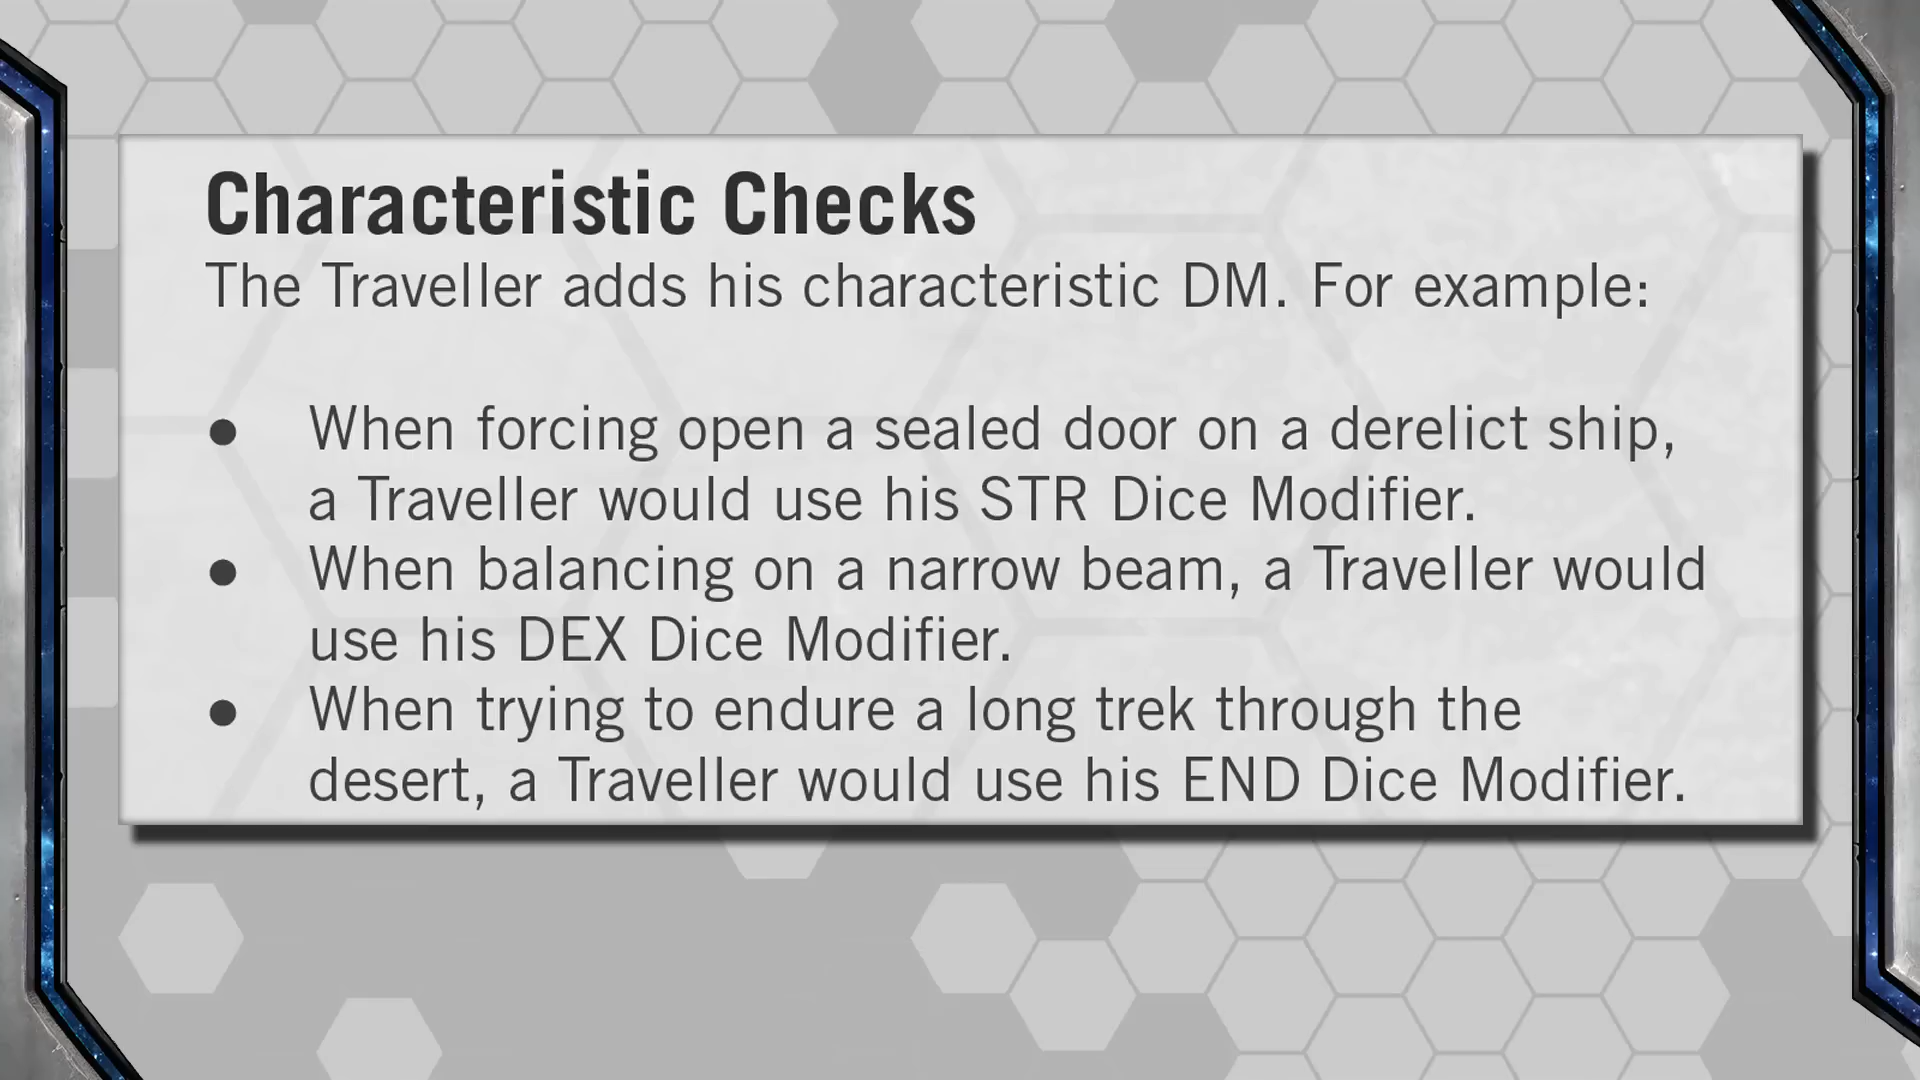 Characteristic Checks
The Traveller adds his characteristic DM. For example:
● When forcing open a sealed door on a derelict ship,
a Traveller would use his STR Dice Modifier.
● When balancing on a narrow beam, a Traveller would
use his DEX Dice Modifier.
● When trying to endure a long trek through the
desert, a Traveller would use his END Dice Modifier.